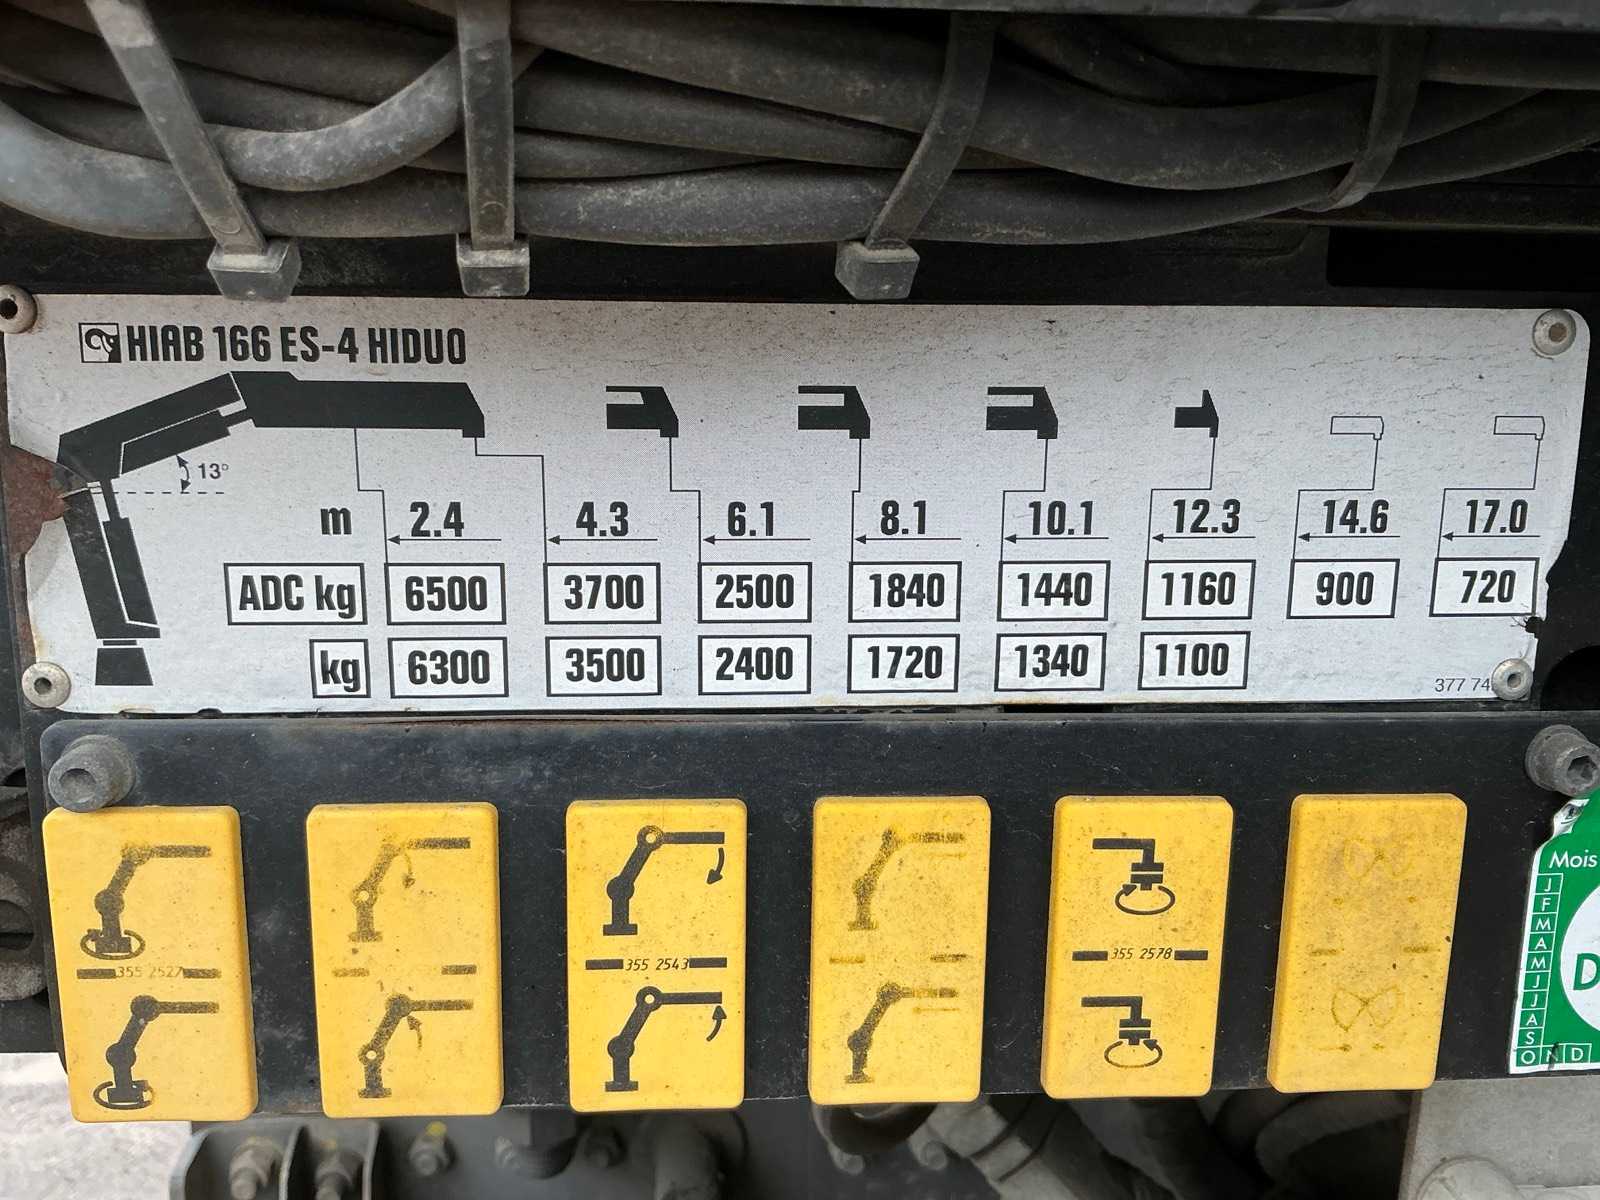 HIAB 166 ES-4 HIDUO
13°
m 2.4 4.3 6.1 8.1 10.1 12.3 14.6 17.0
ADC kg 6500 3700 2500 1840 1440 1160 900 720
kg 6300 3500 2400 1720 1340 1100
377 74
355 2527
355 2543
355 2578
Mois
J
F
M
A
M
J
J
A
S
O N D
D